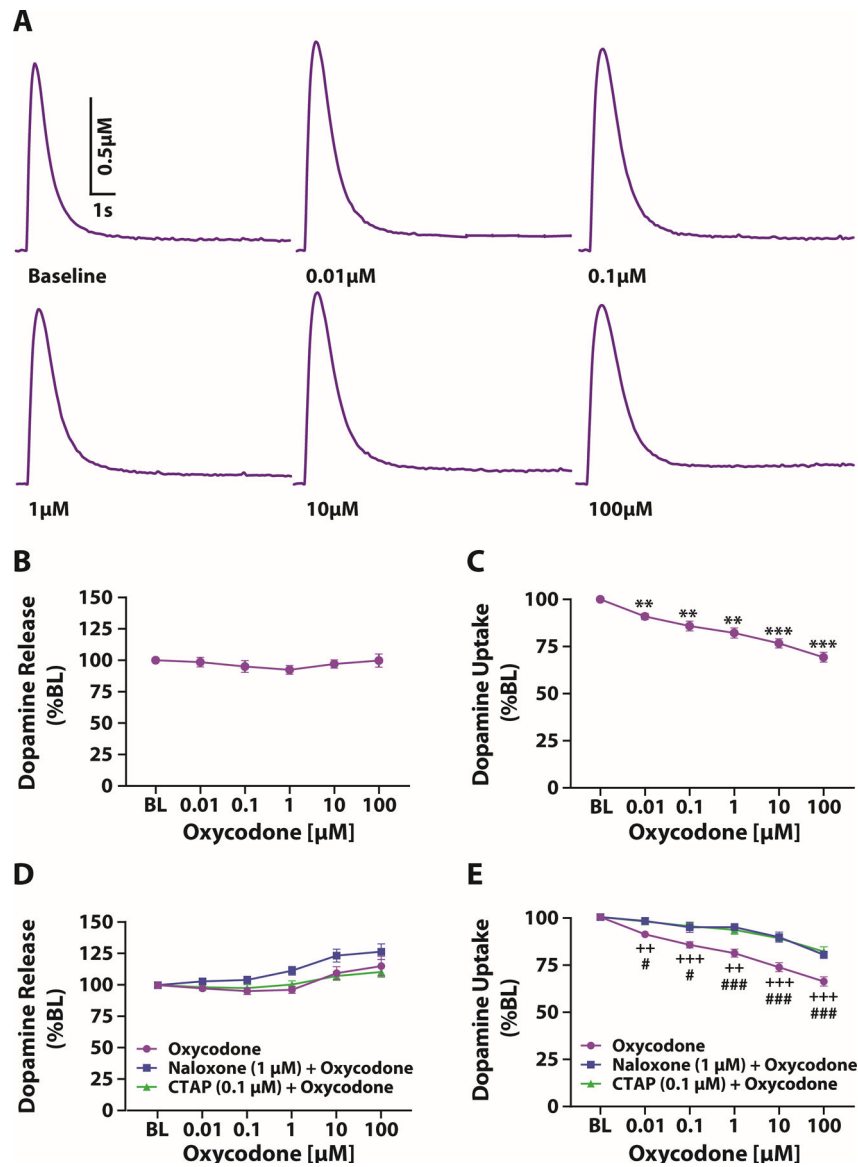 A
0.5μM
1s
Baseline
0.01μM
0.1μM
1μM
10μM
100μM
B
Dopamine Release
(%BL)
150
125
100
75
50
25
0
BL 0.01 0.1 1 10 100
Oxycodone [μM]
C
Dopamine Uptake
(%BL)
100
75
50
25
0
** ** ** *** ***
BL 0.01 0.1 1 10 100
Oxycodone [μM]
D
Dopamine Release
(%BL)
150
125
100
75
50
25
0
Oxycodone
Naloxone (1 μM) + Oxycodone
CTAP (0.1 μM) + Oxycodone
BL 0.01 0.1 1 10 100
Oxycodone [μM]
E
Dopamine Uptake
(%BL)
100
75
50
25
0
++ +++ ++ +++ +++
# # ### ### ###
Oxycodone
Naloxone (1 μM) + Oxycodone
CTAP (0.1 μM) + Oxycodone
BL 0.01 0.1 1 10 100
Oxycodone [μM]